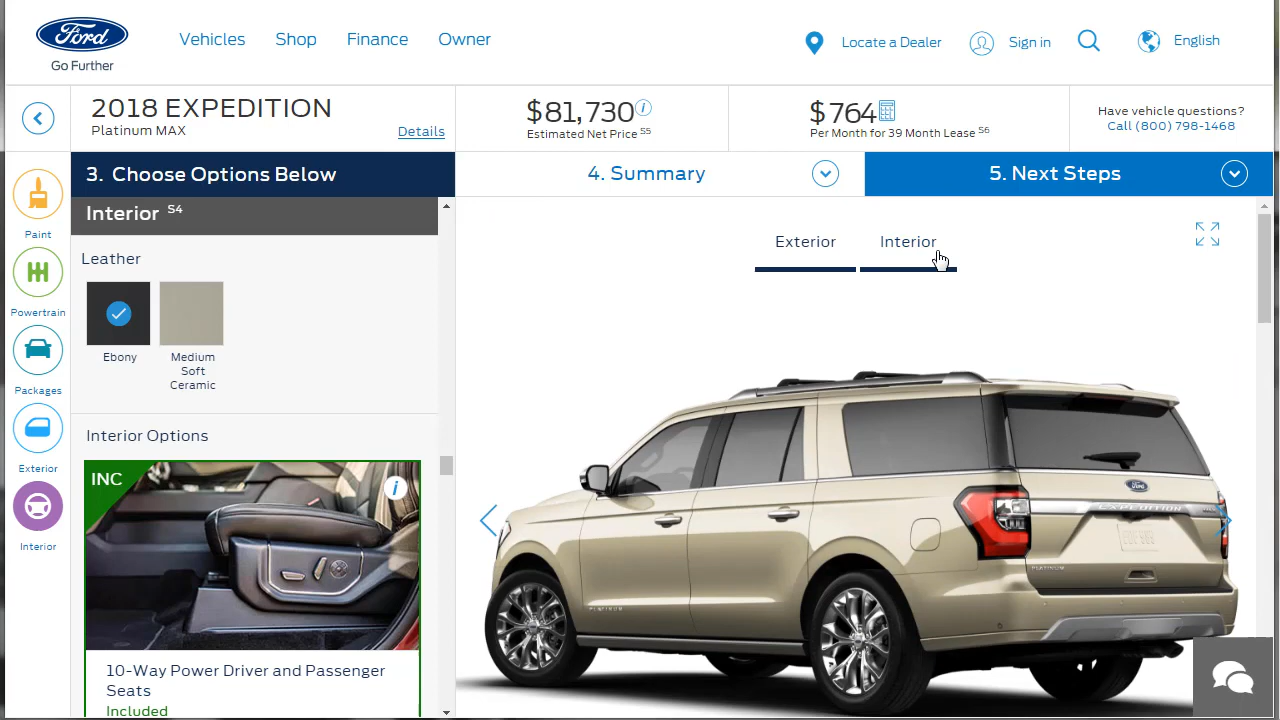 Ford
Go Further
Vehicles
Shop
Finance
Owner
Locate a Dealer
Sign in
English
2018 EXPEDITION
Platinum MAX
Details
$81,730
Estimated Net Price S5
$764
Per Month for 39 Month Lease S6
Have vehicle questions?
Call (800) 798-1468
3. Choose Options Below
4. Summary
5. Next Steps
Paint
Powertrain
Packages
Exterior
Interior
Interior S4
Leather
Ebony
Medium
Soft
Ceramic
Interior Options
INC
10-Way Power Driver and Passenger
Seats
Included
Exterior
Interior
Ford
EXPEDITION
PLATINUM
PLATINUM